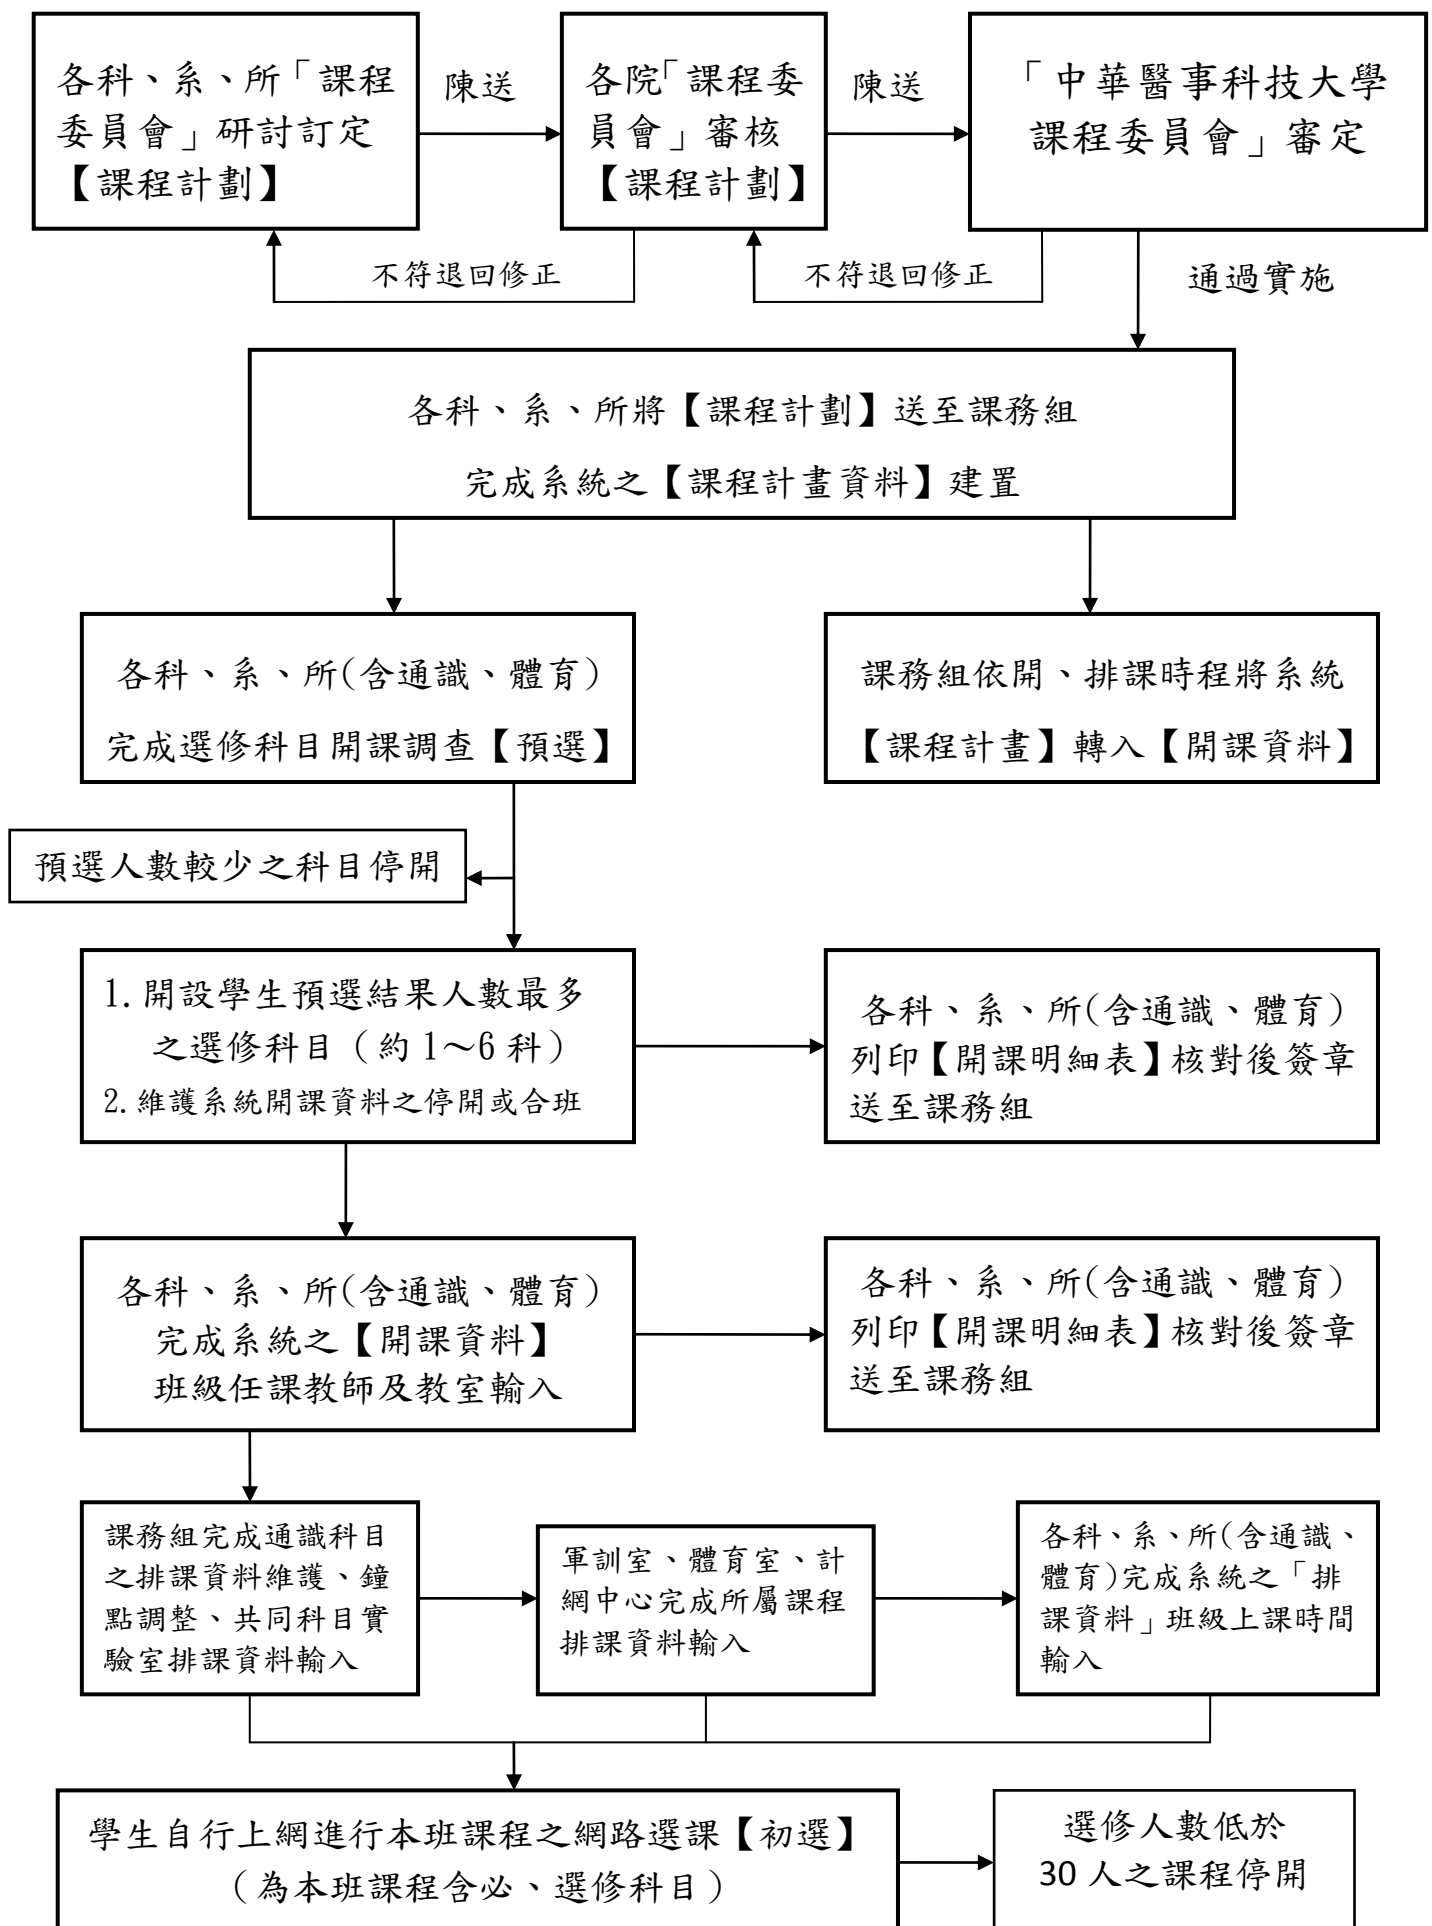 各科、系、所「課程
委員會」研討訂定
【課程計劃】
陳送
各院「課程委
員會」審核
【課程計劃】
陳送
「中華醫事科技大學
課程委員會」審定
不符退回修正
不符退回修正
通過實施
各科、系、所將【課程計劃】送至課務組
完成系統之【課程計畫資料】建置
各科、系、所(含通識、體育)
完成選修科目開課調查【預選】
課務組依開、排課時程將系統
【課程計畫】轉入【開課資料】
預選人數較少之科目停開
1.開設學生預選結果人數最多
之選修科目（約1～6科）
2.維護系統開課資料之停開或合班
各科、系、所(含通識、體育)
列印【開課明細表】核對後簽章
送至課務組
各科、系、所(含通識、體育)
完成系統之【開課資料】
班級任課教師及教室輸入
各科、系、所(含通識、體育)
列印【開課明細表】核對後簽章
送至課務組
課務組完成通識科目
之排課資料維護、鐘
點調整、共同科目實
驗室排課資料輸入
軍訓室、體育室、計
網中心完成所屬課程
排課資料輸入
各科、系、所(含通識、
體育)完成系統之「排
課資料」班級上課時間
輸入
學生自行上網進行本班課程之網路選課【初選】
（為本班課程含必、選修科目）
選修人數低於
30人之課程停開